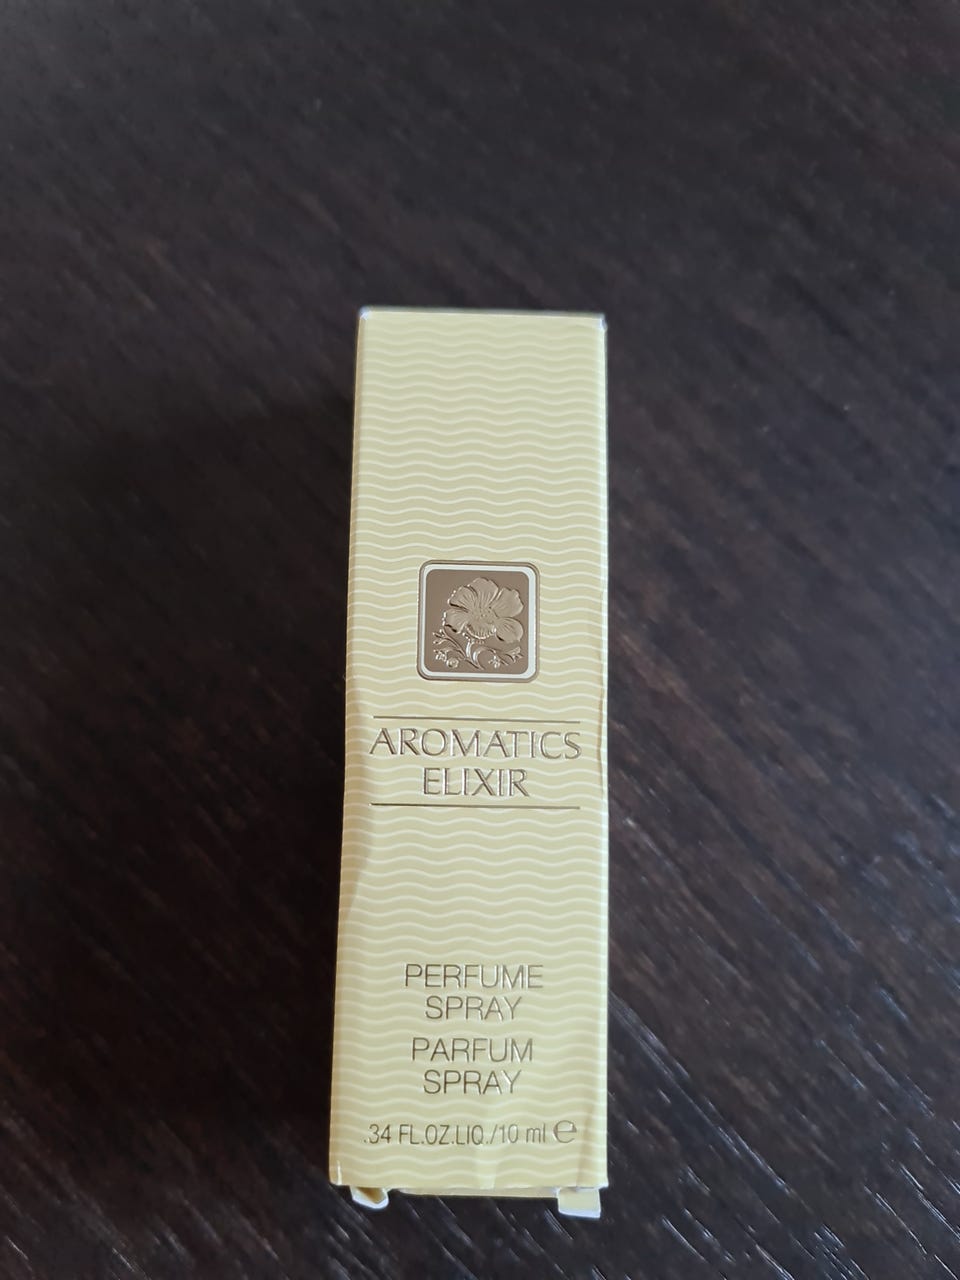 AROMATICS
ELIXIR
PERFUME
SPRAY
PARFUM
SPRAY
.34 FL.OZ.LIQ./10 ml ℮